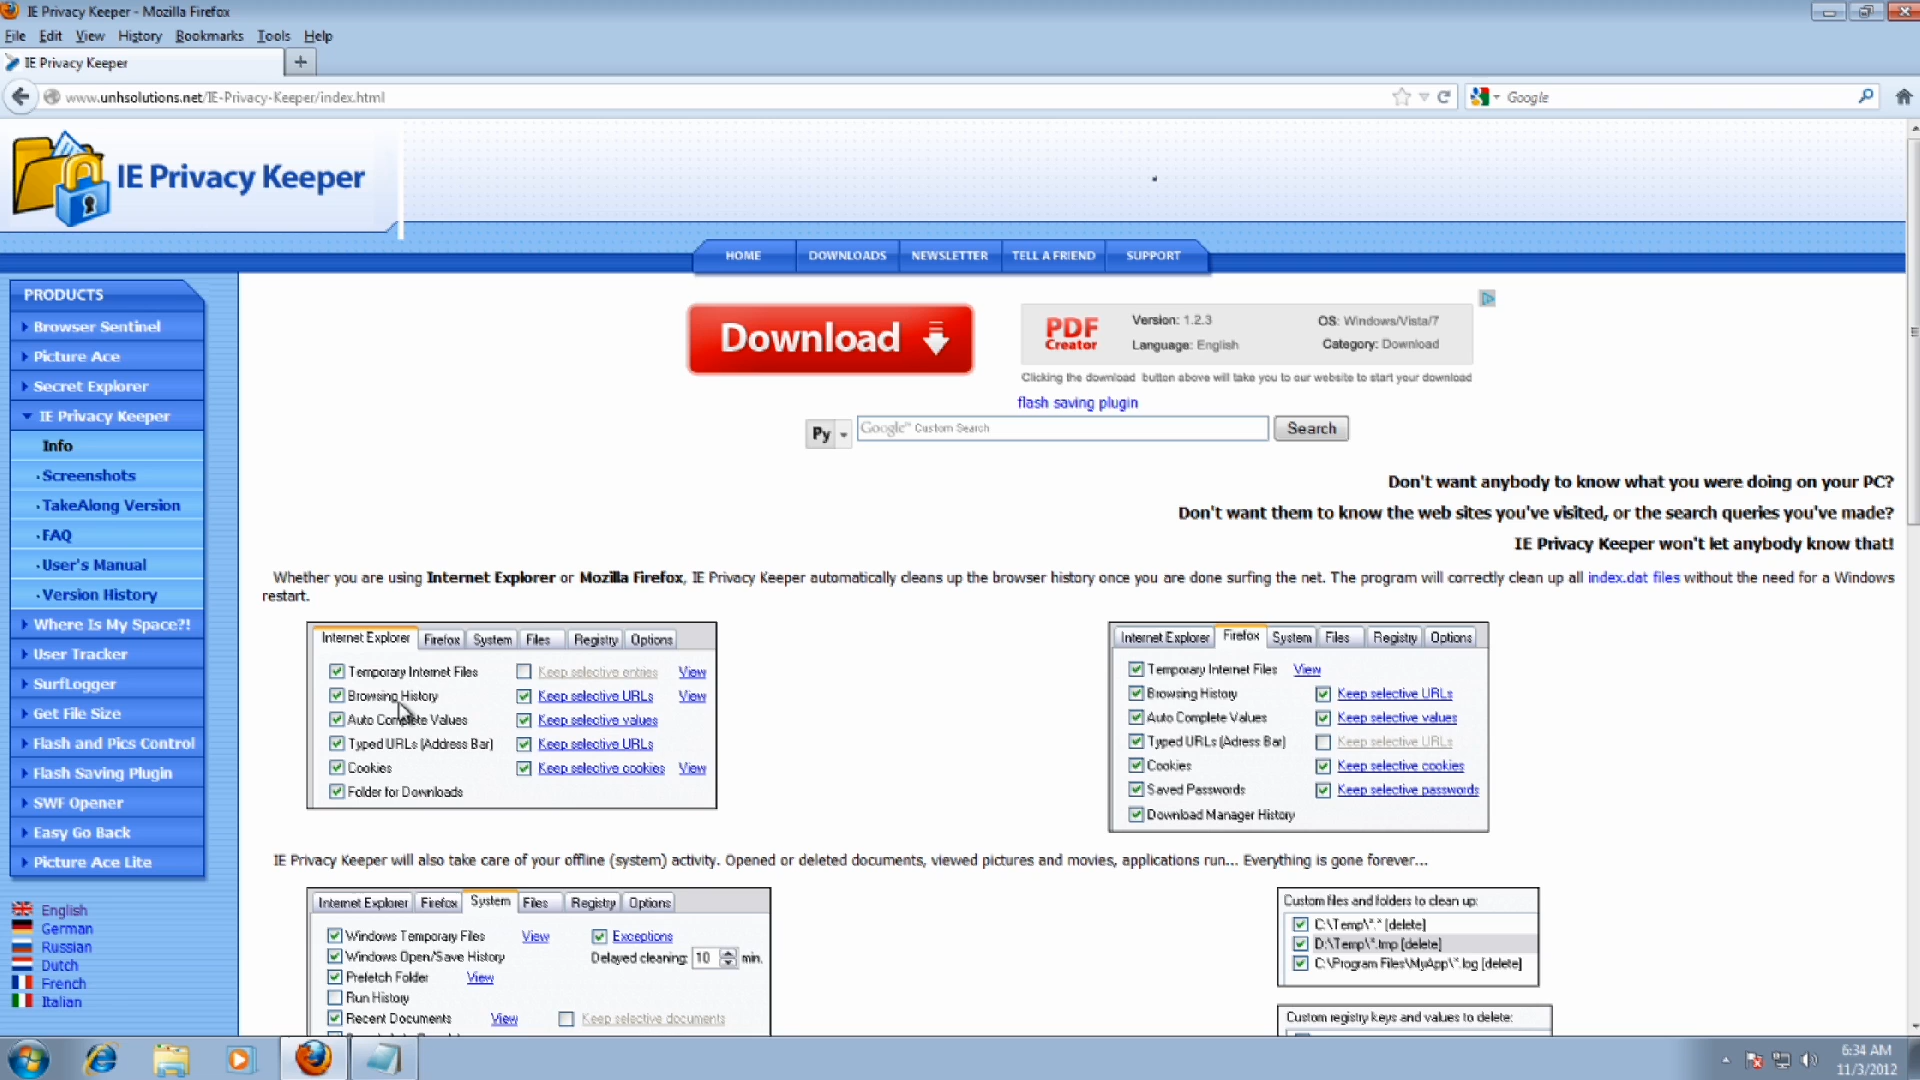 IE Privacy Keeper - Mozilla Firefox
File Edit View History Bookmarks Tools Help
IE Privacy Keeper
www.unhsolutions.net/IE-Privacy-Keeper/index.html
Google
IE Privacy Keeper
HOME DOWNLOADS NEWSLETTER TELL A FRIEND SUPPORT
PRODUCTS
Browser Sentinel
Picture Ace
Secret Explorer
IE Privacy Keeper
Info
Screenshots
TakeAlong Version
FAQ
User's Manual
Version History
Where Is My Space?!
User Tracker
SurfLogger
Get File Size
Flash and Pics Control
Flash Saving Plugin
SWF Opener
Easy Go Back
Picture Ace Lite
English
German
Russian
Dutch
French
Italian
Download
PDF Creator
Version: 1.2.3 OS: Windows/Vista/7
Language: English Category: Download
Clicking the download button above will take you to our website to start your download
flash saving plugin
Py Google™ Custom Search Search
Don't want anybody to know what you were doing on your PC?
Don't want them to know the web sites you've visited, or the search queries you've made?
IE Privacy Keeper won't let anybody know that!
Whether you are using Internet Explorer or Mozilla Firefox, IE Privacy Keeper automatically cleans up the browser history once you are done surfing the net. The program will correctly clean up all index.dat files without the need for a Windows
restart.
Internet Explorer Firefox System Files Registry Options
Temporary Internet Files Keep selective entries View
Browsing History Keep selective URLs View
Auto Complete Values Keep selective values
Typed URLs (Address Bar) Keep selective URLs
Cookies Keep selective cookies View
Folder for Downloads
Internet Explorer Firefox System Files Registry Options
Temporary Internet Files View
Browsing History Keep selective URLs
Auto Complete Values Keep selective values
Typed URLs (Adress Bar) Keep selective URLs
Cookies Keep selective cookies
Saved Passwords Keep selective passwords
Download Manager History
IE Privacy Keeper will also take care of your offline (system) activity. Opened or deleted documents, viewed pictures and movies, applications run... Everything is gone forever...
Internet Explorer Firefox System Files Registry Options
Windows Temporary Files View Exceptions
Windows Open/Save History Delayed cleaning: 10 min.
Prefetch Folder View
Run History
Recent Documents View Keep selective documents
Custom files and folders to clean up:
C:\Temp\*.* [delete]
D:\Temp\*.tmp [delete]
C:\Program Files\MyApp\*.log [delete]
Custom registry keys and values to delete:
6:34 AM
11/3/2012